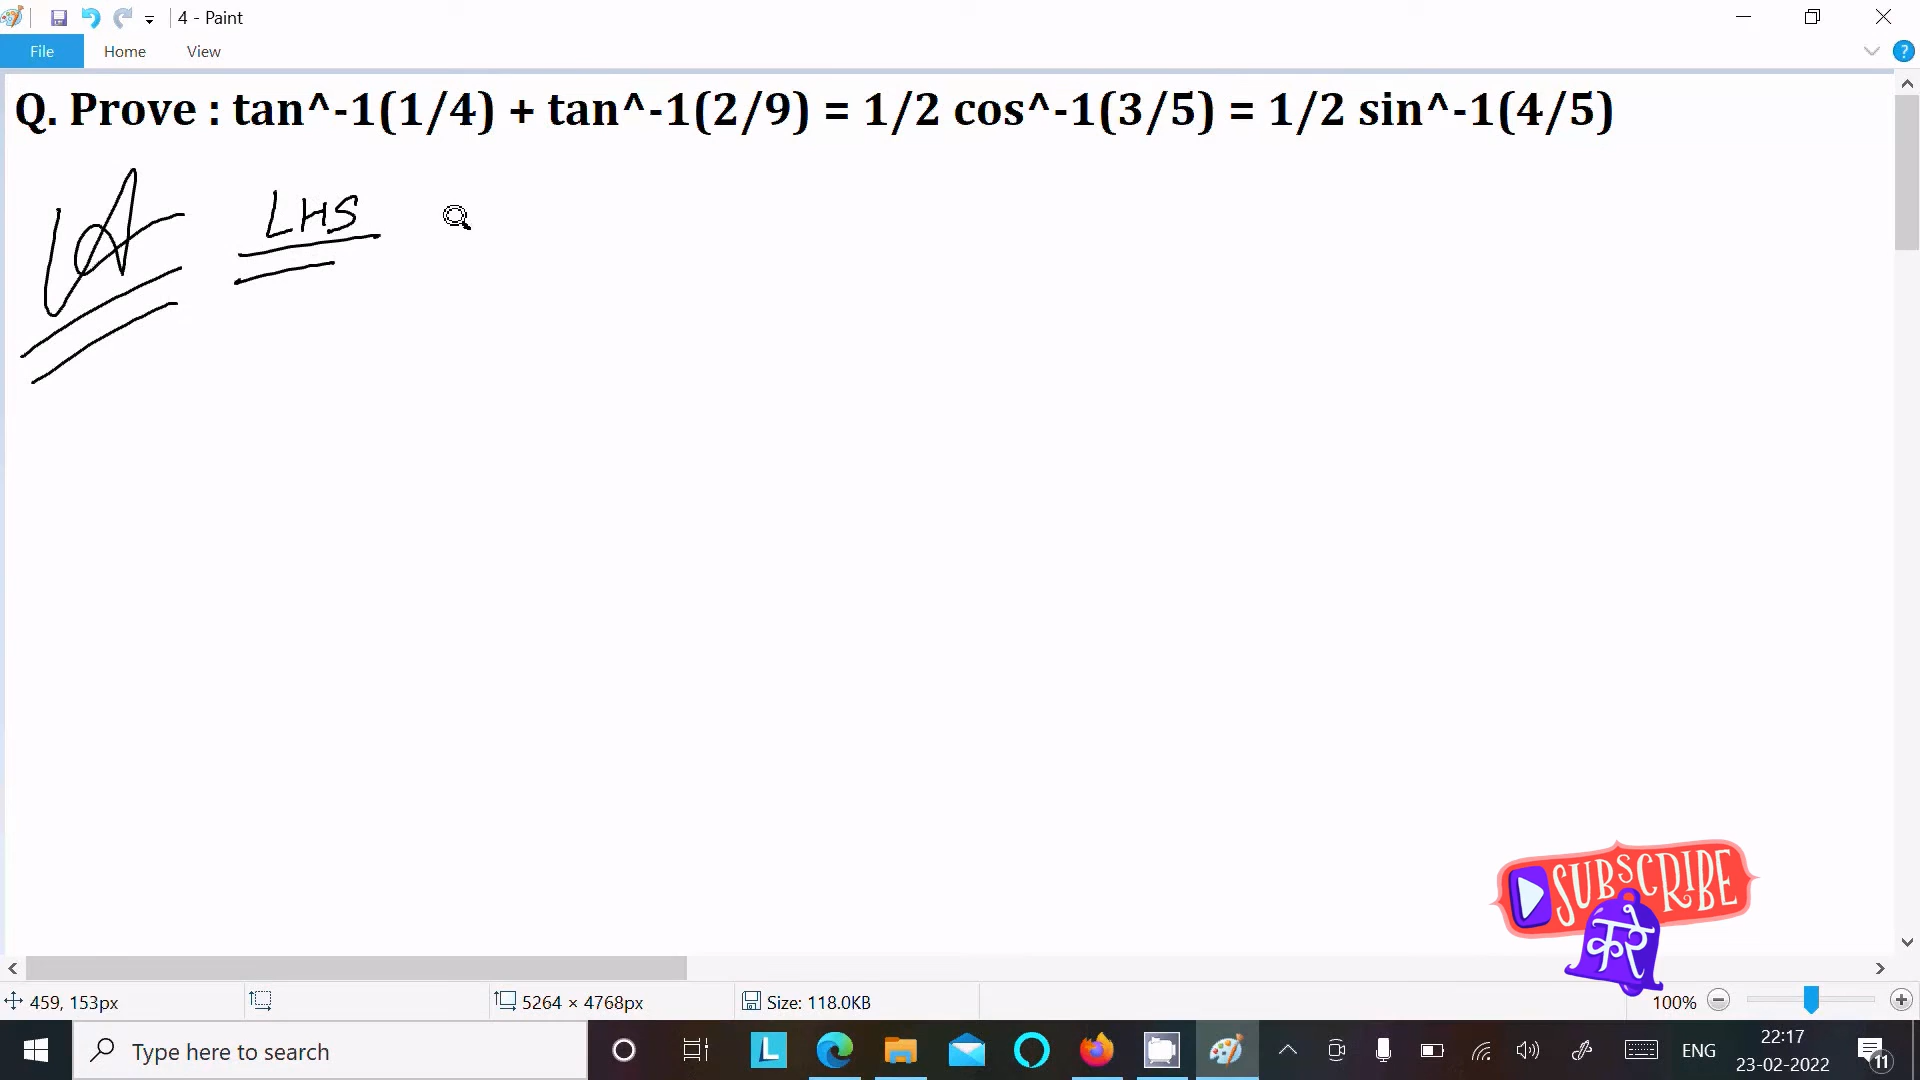 4 - Paint
File Home View
Q. Prove : tan^-1(1/4) + tan^-1(2/9) = 1/2 cos^-1(3/5) = 1/2 sin^-1(4/5)
LHS
SUBSCRIBE
करे
459, 153px 5264 × 4768px Size: 118.0KB 100%
Type here to search
L
ENG
22:17
23-02-2022
11